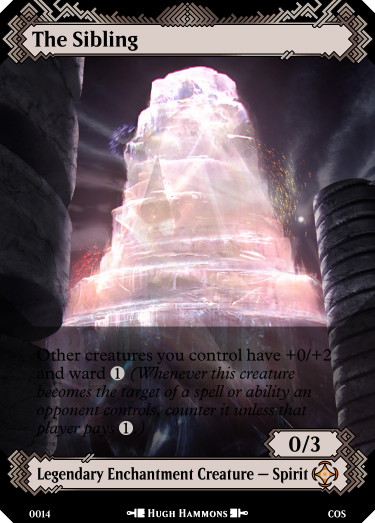 The Sibling
Other creatures you control have +0/+2
and ward 1 (Whenever this creature
becomes the target of a spell or ability an
opponent controls, counter it unless that
player pays 1.)
0/3
Legendary Enchantment Creature — Spirit
0014 HUGH HAMMONS COS